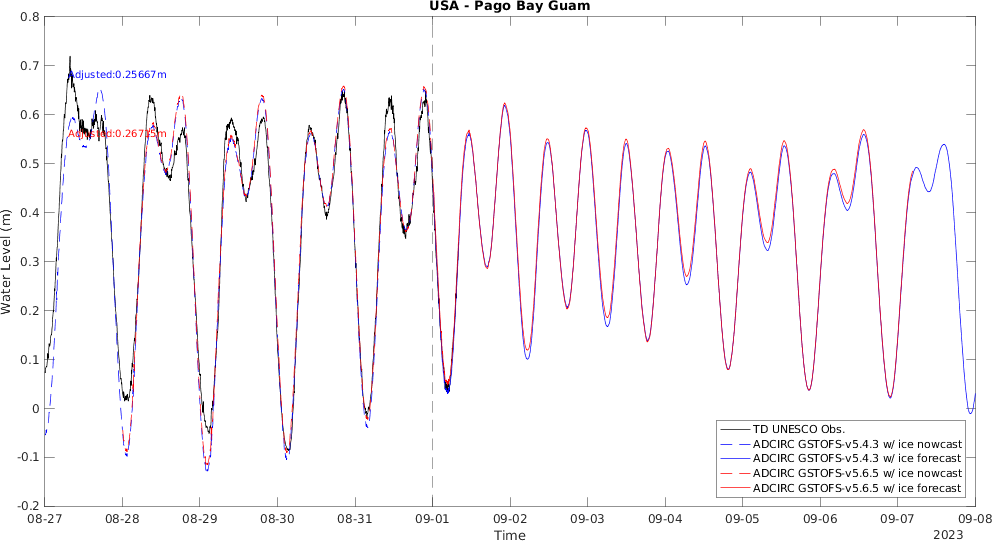 USA - Pago Bay Guam
Water Level (m)
0.8
0.7
0.6
0.5
0.4
0.3
0.2
0.1
0
-0.1
-0.2
Adjusted:0.25667m
08-27
08-28
08-29
08-30
08-31
09-01
09-02
09-03
09-04
09-05
09-06
09-07
09-08
Time
2023
TD UNESCO Obs.
ADCIRC GSTOFS-v5.4.3 w/ ice nowcast
ADCIRC GSTOFS-v5.4.3 w/ ice forecast
ADCIRC GSTOFS-v5.6.5 w/ ice nowcast
ADCIRC GSTOFS-v5.6.5 w/ ice forecast